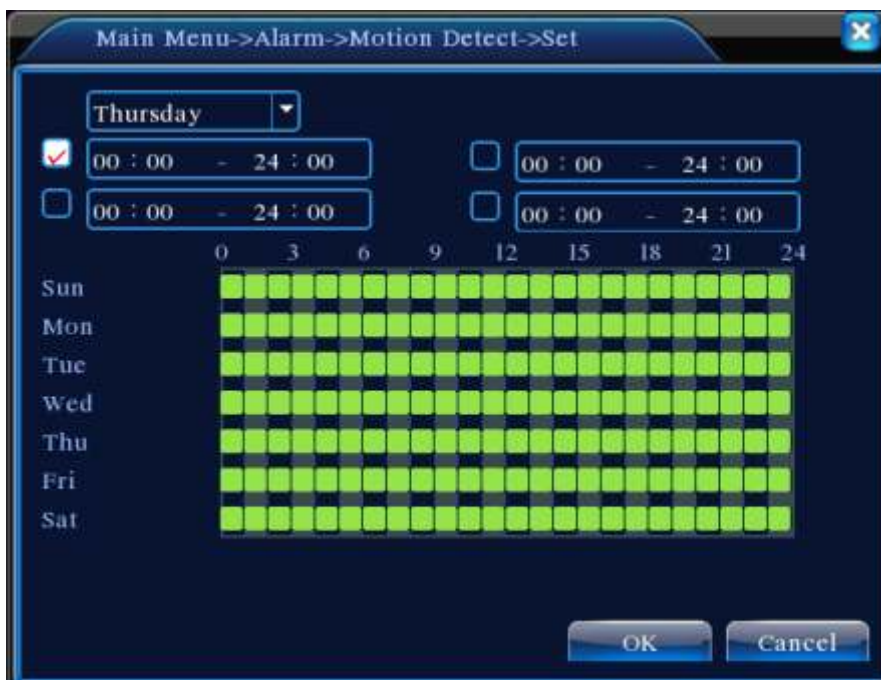 Main Menu->Alarm->Motion Detect->Set
Thursday
00 : 00 - 24 : 00 00 : 00 - 24 : 00
00 : 00 - 24 : 00 00 : 00 - 24 : 00
0 3 6 9 12 15 18 21 24
Sun
Mon
Tue
Wed
Thu
Fri
Sat
OK Cancel